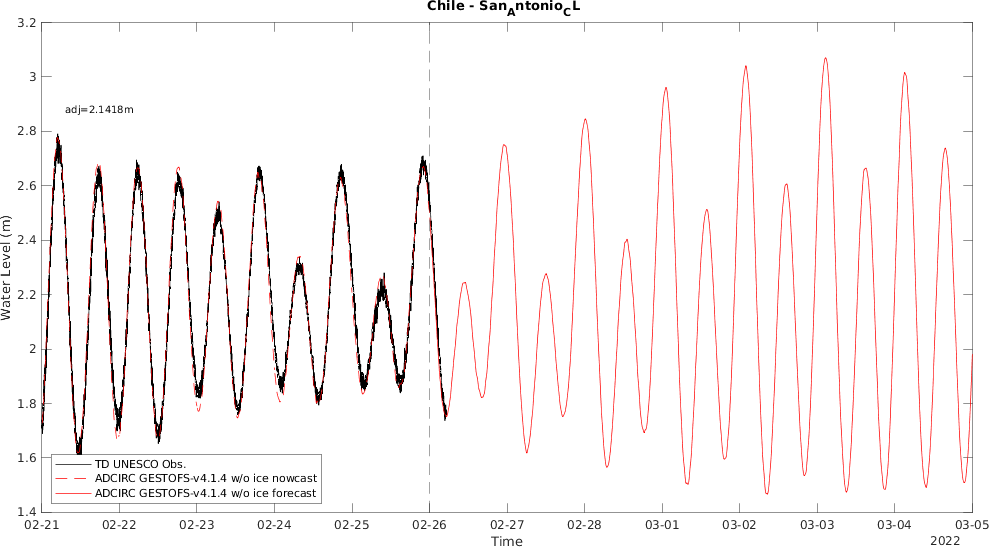 Chile - SanAntonioCL
3.2
3
2.8
2.6
2.4
2.2
2
1.8
1.6
1.4
Water Level (m)
adj=2.1418m
TD UNESCO Obs.
ADCIRC GESTOFS-v4.1.4 w/o ice nowcast
ADCIRC GESTOFS-v4.1.4 w/o ice forecast
02-21 02-22 02-23 02-24 02-25 02-26 02-27 02-28 03-01 03-02 03-03 03-04 03-05
Time
2022